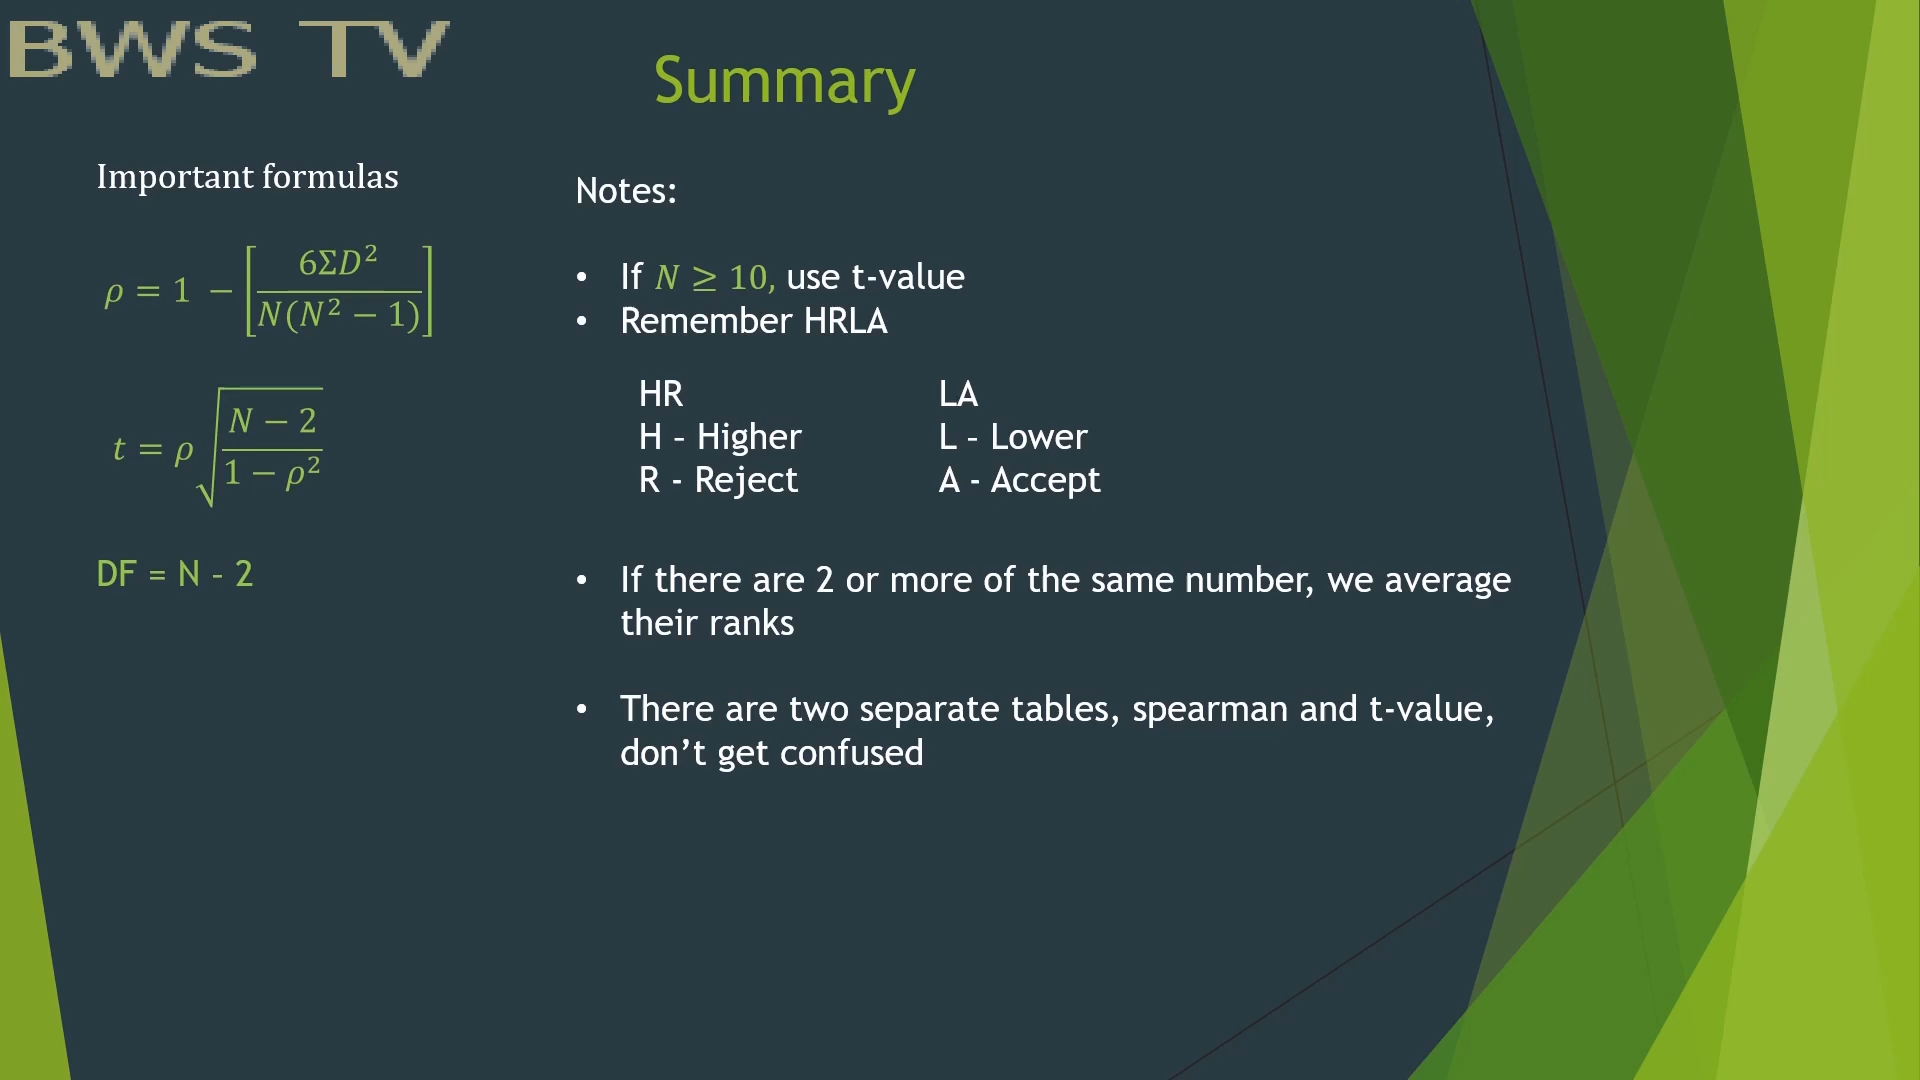 BWS TV
Summary
Important formulas
ρ = 1 − [6ΣD² / N(N² − 1)]
t = ρ √((N − 2) / (1 − ρ²))
DF = N – 2
Notes:
• If N ≥ 10, use t-value
• Remember HRLA
HR LA
H – Higher L – Lower
R - Reject A - Accept
• If there are 2 or more of the same number, we average
their ranks
• There are two separate tables, spearman and t-value,
don’t get confused